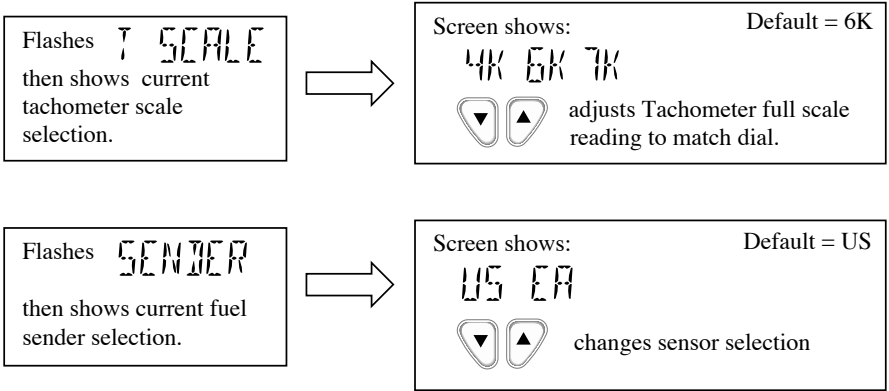 Flashes T SCALE
then shows current
tachometer scale
selection.
Screen shows:
Default = 6K
4K 6K 7K
adjusts Tachometer full scale
reading to match dial.
Flashes SENDER
then shows current fuel
sender selection.
Screen shows:
Default = US
US EA
changes sensor selection